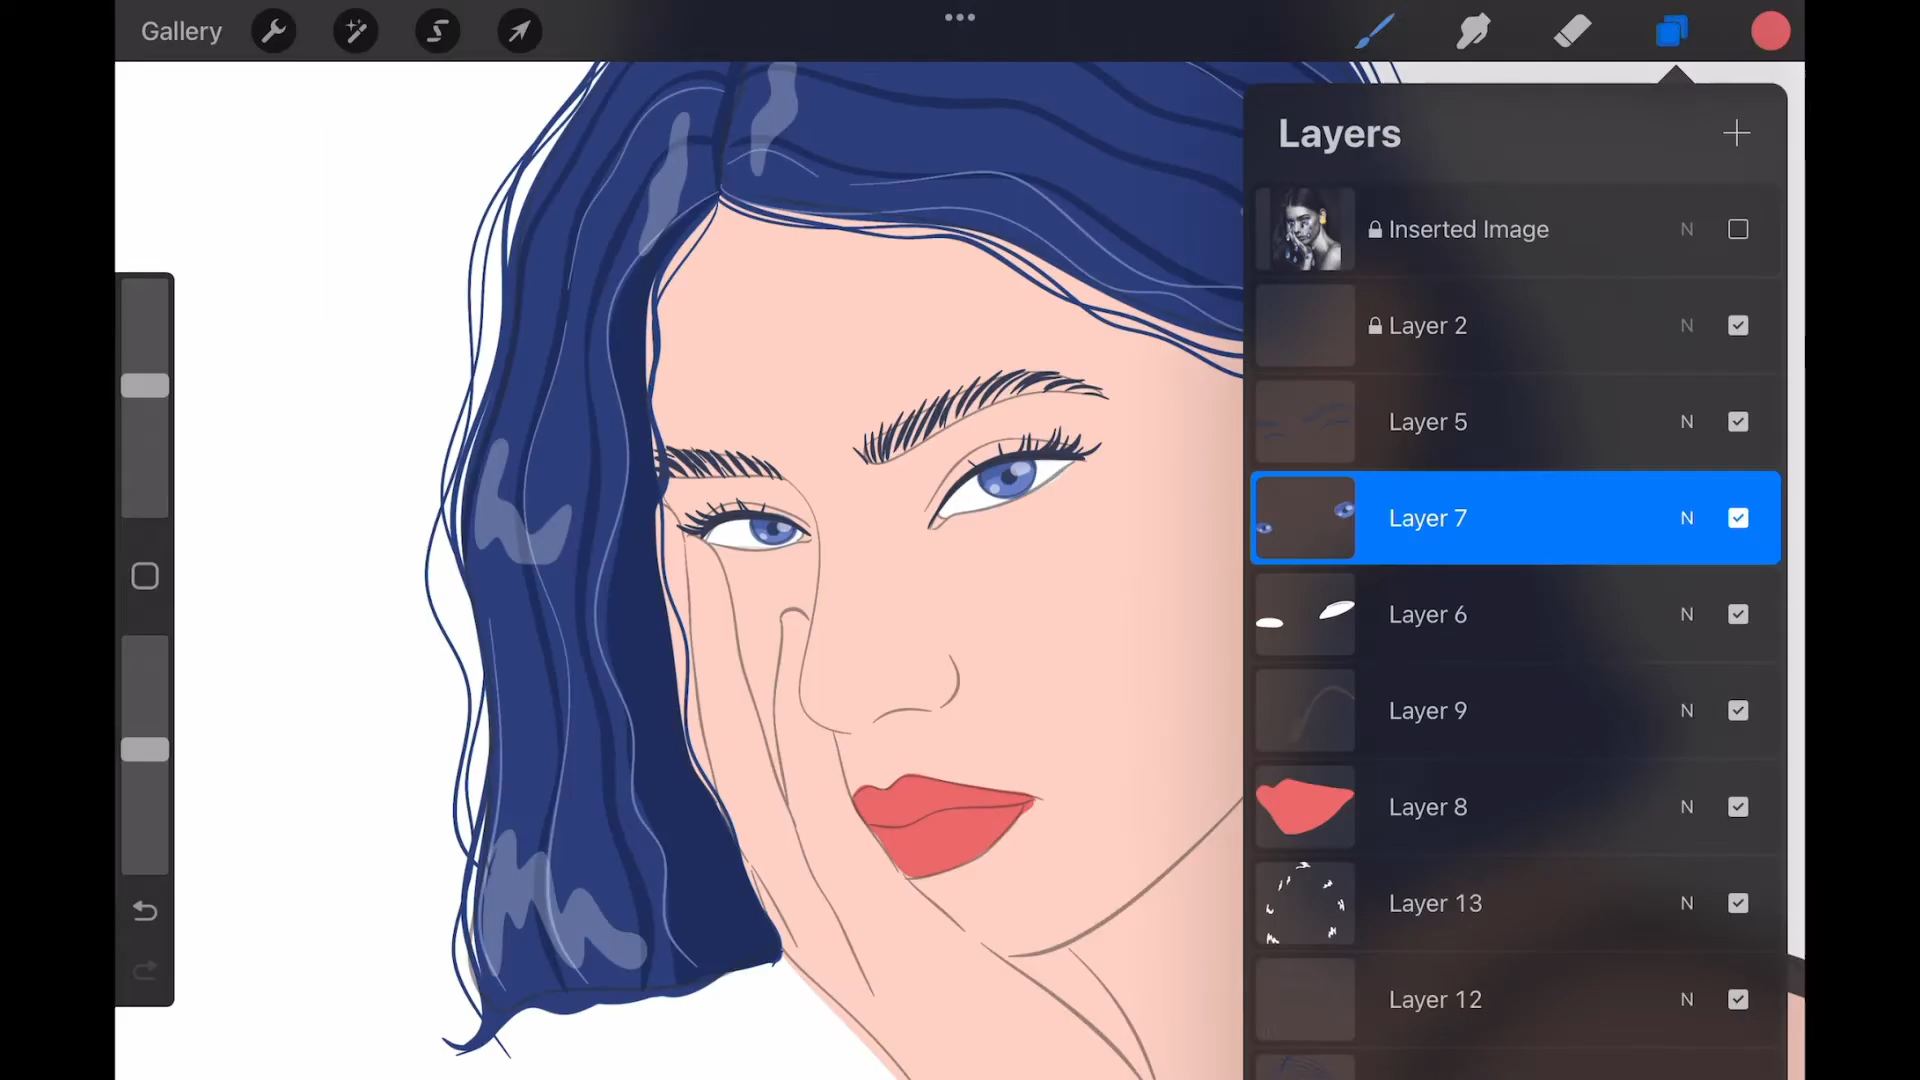 Gallery
Layers
Inserted Image N
Layer 2 N
Layer 5 N
Layer 7 N
Layer 6 N
Layer 9 N
Layer 8 N
Layer 13 N
Layer 12 N